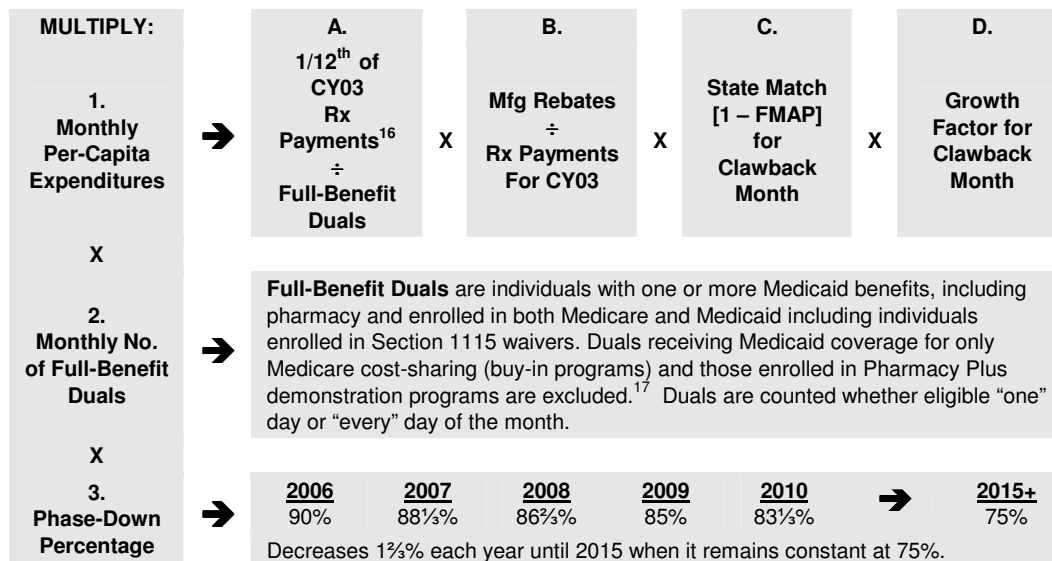 MULTIPLY:
A.
B.
C.
D.
1.
Monthly
Per-Capita
Expenditures
➔
1/12th of
CY03
Rx
Payments16
÷
Full-Benefit
Duals
X
Mfg Rebates
÷
Rx Payments
For CY03
X
State Match
[1 – FMAP]
for
Clawback
Month
X
Growth
Factor for
Clawback
Month
X
2.
Monthly No.
of Full-Benefit
Duals
➔
Full-Benefit Duals are individuals with one or more Medicaid benefits, including
pharmacy and enrolled in both Medicare and Medicaid including individuals
enrolled in Section 1115 waivers. Duals receiving Medicaid coverage for only
Medicare cost-sharing (buy-in programs) and those enrolled in Pharmacy Plus
demonstration programs are excluded.17 Duals are counted whether eligible “one”
day or “every” day of the month.
X
3.
Phase-Down
Percentage
➔
2006 2007 2008 2009 2010 ➔ 2015+
90% 88⅓% 86⅔% 85% 83⅓% 75%
Decreases 1⅔% each year until 2015 when it remains constant at 75%.